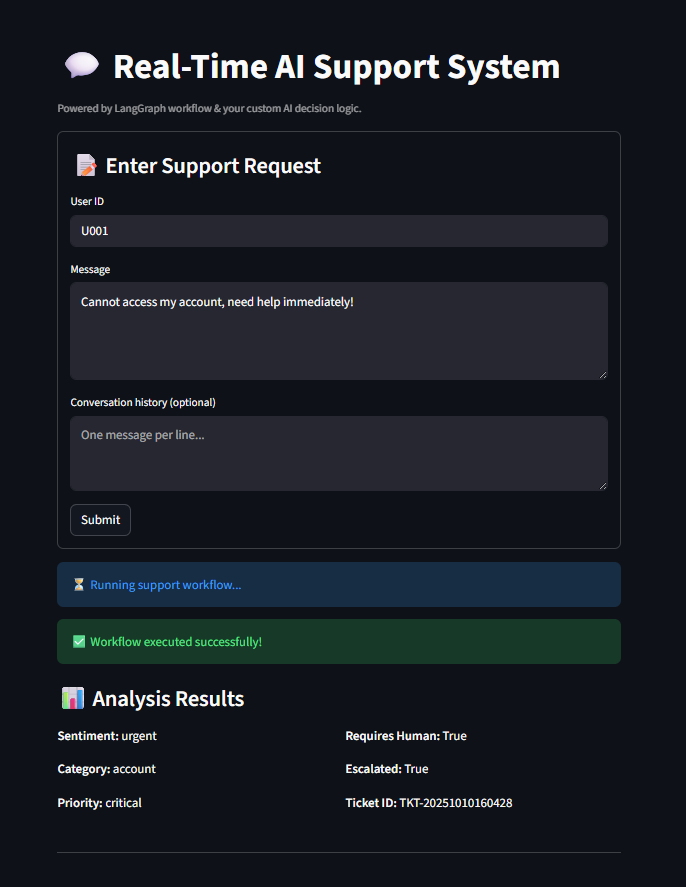 Real-Time AI Support System
Powered by LangGraph workflow & your custom AI decision logic.
Enter Support Request
User ID
U001
Message
Cannot access my account, need help immediately!
Conversation history (optional)
One message per line...
Submit
Running support workflow...
Workflow executed successfully!
Analysis Results
Sentiment: urgent
Requires Human: True
Category: account
Escalated: True
Priority: critical
Ticket ID: TKT-20251010160428